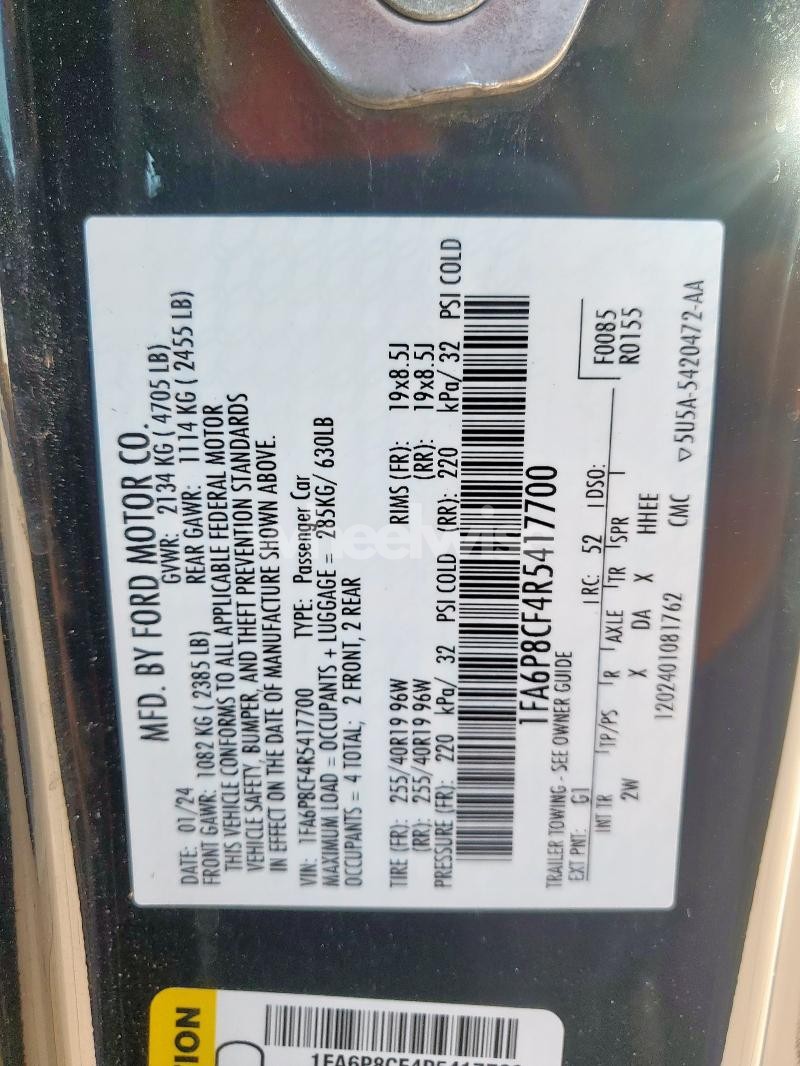 MFD. BY FORD MOTOR CO.
DATE: 01/24 GVWR: 2134 KG ( 4705 LB)
FRONT GAWR: 1082 KG ( 2385 LB) REAR GAWR: 1114 KG ( 2455 LB)
THIS VEHICLE CONFORMS TO ALL APPLICABLE FEDERAL MOTOR
VEHICLE SAFETY, BUMPER, AND THEFT PREVENTION STANDARDS
IN EFFECT ON THE DATE OF MANUFACTURE SHOWN ABOVE.
VIN: 1FA6P8CF4R5417700 TYPE: Passenger Car
MAXIMUM LOAD = OCCUPANTS + LUGGAGE = 285KG/ 630LB
OCCUPANTS = 4 TOTAL; 2 FRONT, 2 REAR
TIRE (FR): 255/40R19 96W RIMS (FR): 19x8.5J
(RR): 255/40R19 96W (RR): 19x8.5J
PRESSURE (FR): 220 kPa/ 32 PSI COLD (RR): 220 kPa/ 32 PSI COLD
1FA6P8CF4R5417700
TRAILER TOWING - SEE OWNER GUIDE
EXT PNT: G1 RC: 52 DSO: F0085
R0155
INT TR TP/PS R AXLE TR SPR
2W X DA X HHEE
1202401081762 CMC
▽5U5A-5420472-AA
TION
wheelwise